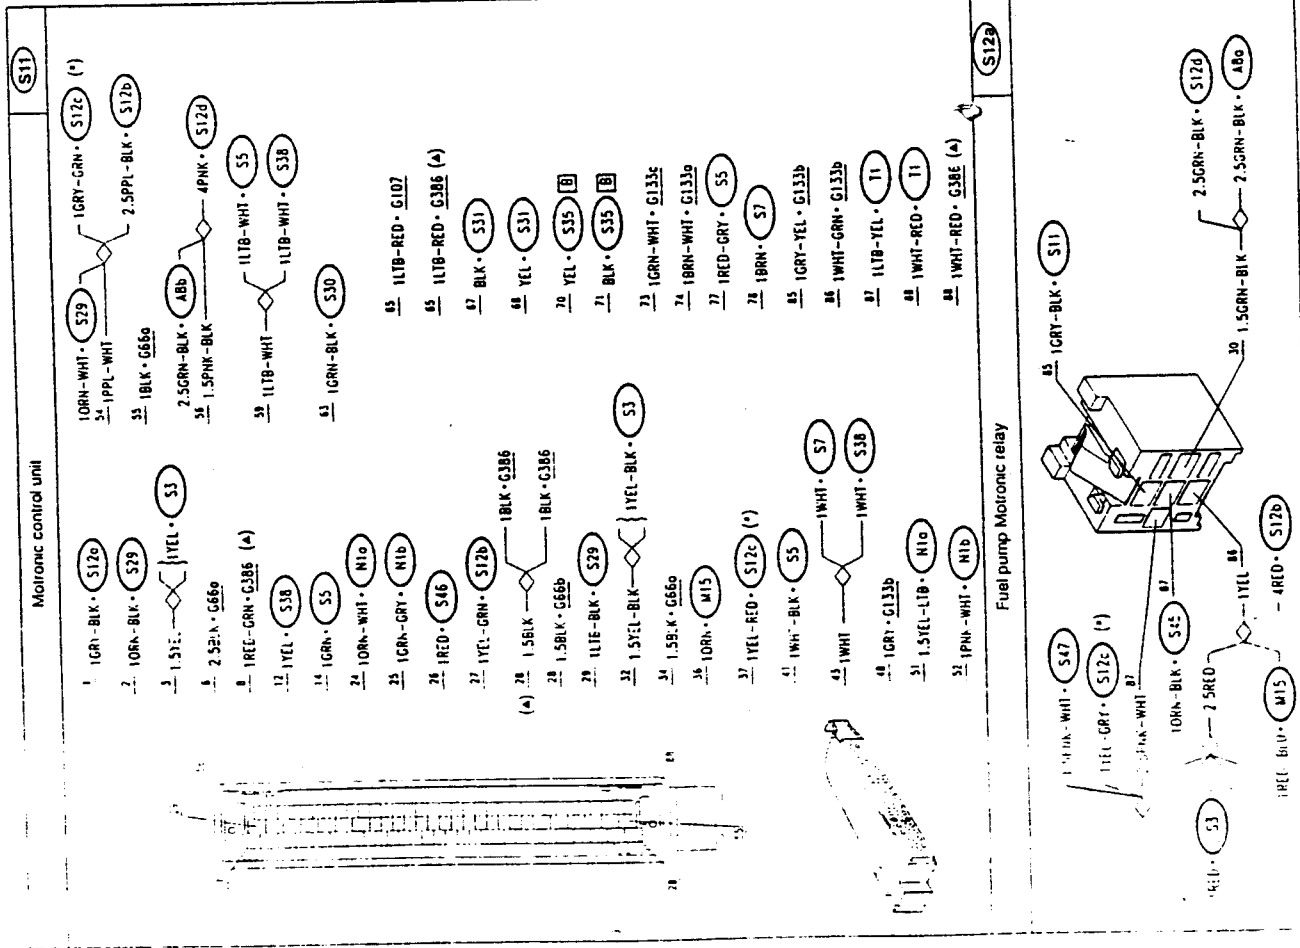 Motronic control unit
S11
1 1GRY-BLK • S12a
2 1ORN-BLK • S29
5 1.5YEL 1YEL • S3
6 2.5BLK • G66a
8 1RED-GRN • G386 (▲)
12 1YEL • S38
14 1GRN • S5
24 1ORN-WHT • N1a
25 1GRN-GRY • N1b
26 1RED • S46
27 1YEL-GRN • S12b
(▲) 28 1.5BLK
1BLK • G386
1BLK • G386
28 1.5BLK • G66b
29 1LTB-BLK • S29
32 1.5YEL-BLK 1YEL-BLK • S3
34 1.5BLK • G66a
36 1ORN • M15
37 1YEL-RED • S12c (*)
41 1WHT-BLK • S5
45 1WHT
1WHT • S7
1WHT • S38
48 1GRY • G133b
51 1.5YEL-LTB • N1a
52 1PNK-WHT • N1b
1ORN-WHT • S29
54 1PPL-WHT
1GRY-GRN • S12c (*)
2.5PPL-BLK • S12b
55 1BLK • G66a
2.5GRN-BLK • A8b
56 1.5PNK-BLK
4PNK • S12d
59 1LTB-WHT
1LTB-WHT • S5
1LTB-WHT • S38
63 1GRN-BLK • S30
65 1LTB-RED • G107
65 1LTB-RED • G386 (▲)
67 BLK • S31
68 YEL • S31
70 YEL • S35 B
71 BLK • S35 B
73 1GRN-WHT • G133c
74 1BRN-WHT • G133a
77 1RED-GRY • S5
78 1BRN • S7
85 1GRY-YEL • G133b
86 1WHT-GRN • G133b
87 1LTB-YEL • T1
88 1WHT-RED • T1
88 1WHT-RED • G386 (▲)
Fuel pump Motronic relay
S12a
PNK-WHT • S47
1YEL-GRY • S12c (*)
PNK-WHT 87
1ORN-BLK • S45
87
85 1GRY-BLK • S11
30 1.5GRN-BLK
2.5GRN-BLK • S12d
2.5GRN-BLK • A8a
86 1YEL
2.5RED
RED • S3
4RED • S12b
1RED-BLU • M15
28